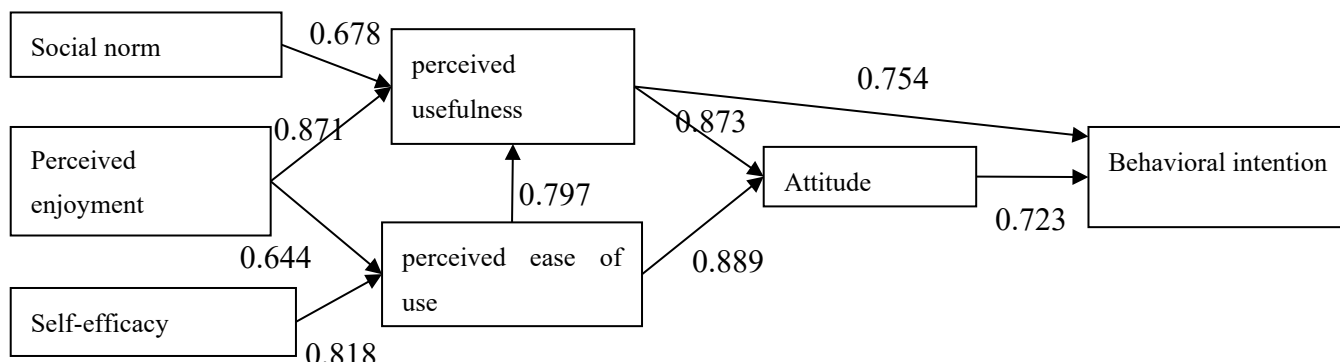 Social norm
0.678
perceived
usefulness
0.754
0.871
0.873
Perceived
enjoyment
Attitude
Behavioral intention
0.797
0.723
0.644
perceived ease of
use
0.889
Self-efficacy
0.818